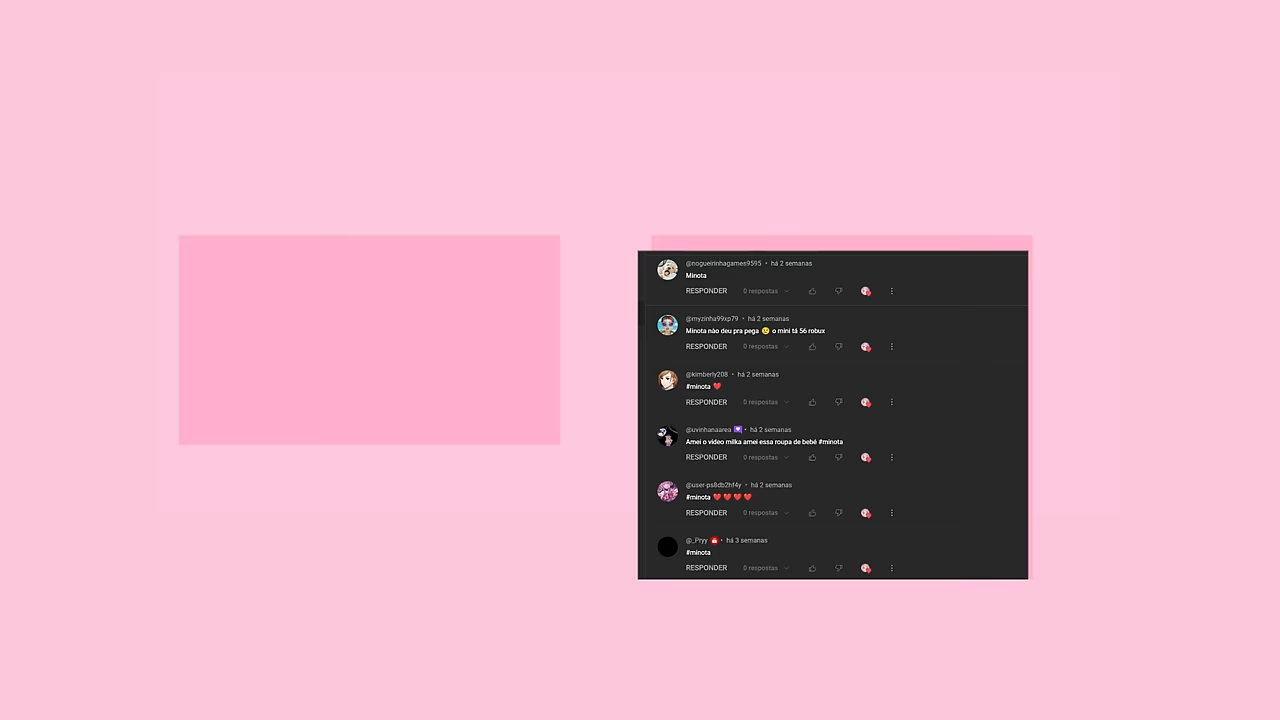 @nogueirinhagames9595 • há 2 semanas
Minota
RESPONDER 0 respostas
@myzinha99xp79 • há 2 semanas
Minota não deu pra pega 😢 o mini tá 56 robux
RESPONDER 0 respostas
@kimberly208 • há 2 semanas
#minota ❤️
RESPONDER 0 respostas
@uvinhanaarea 💟 • há 2 semanas
Amei o video milka amei essa roupa de bebê #minota
RESPONDER 0 respostas
@user-ps8db2hf4y • há 2 semanas
#minota ❤️ ❤️ ❤️ ❤️
RESPONDER 0 respostas
@_Pryy • há 3 semanas
#minota
RESPONDER 0 respostas